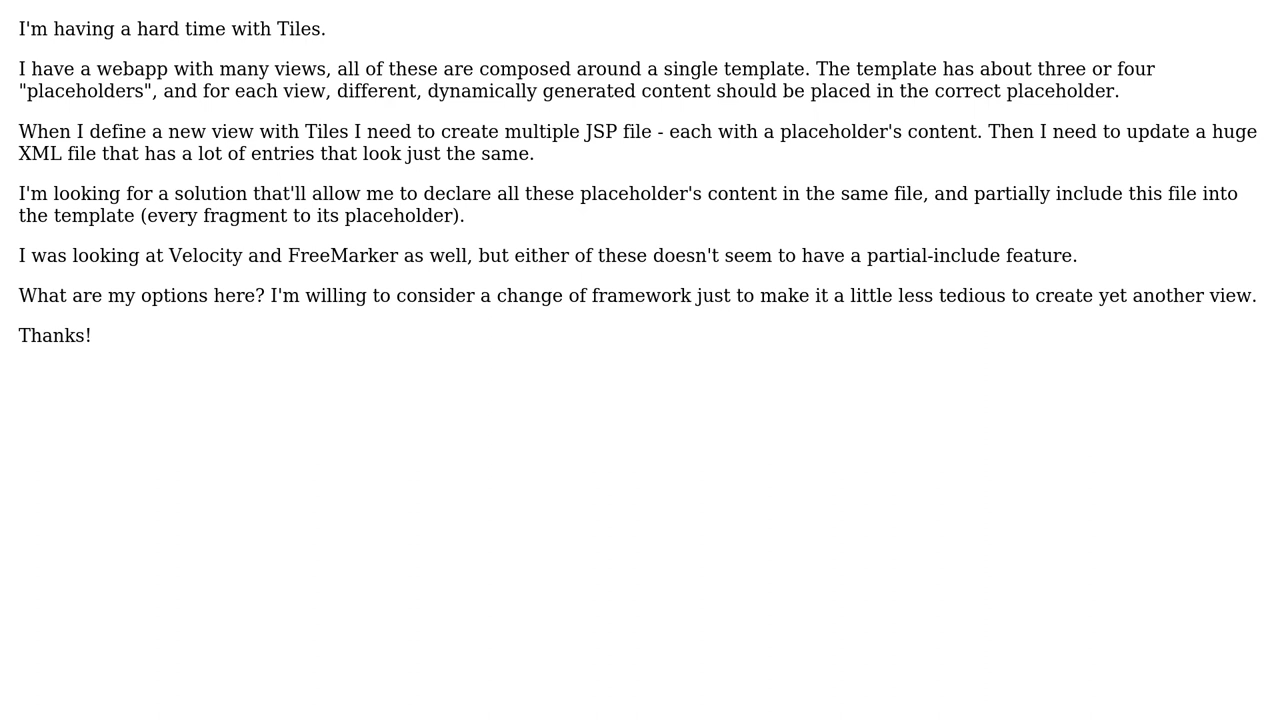 I'm having a hard time with Tiles.
I have a webapp with many views, all of these are composed around a single template. The template has about three or four
"placeholders", and for each view, different, dynamically generated content should be placed in the correct placeholder.
When I define a new view with Tiles I need to create multiple JSP file - each with a placeholder's content. Then I need to update a huge
XML file that has a lot of entries that look just the same.
I'm looking for a solution that'll allow me to declare all these placeholder's content in the same file, and partially include this file into
the template (every fragment to its placeholder).
I was looking at Velocity and FreeMarker as well, but either of these doesn't seem to have a partial-include feature.
What are my options here? I'm willing to consider a change of framework just to make it a little less tedious to create yet another view.
Thanks!